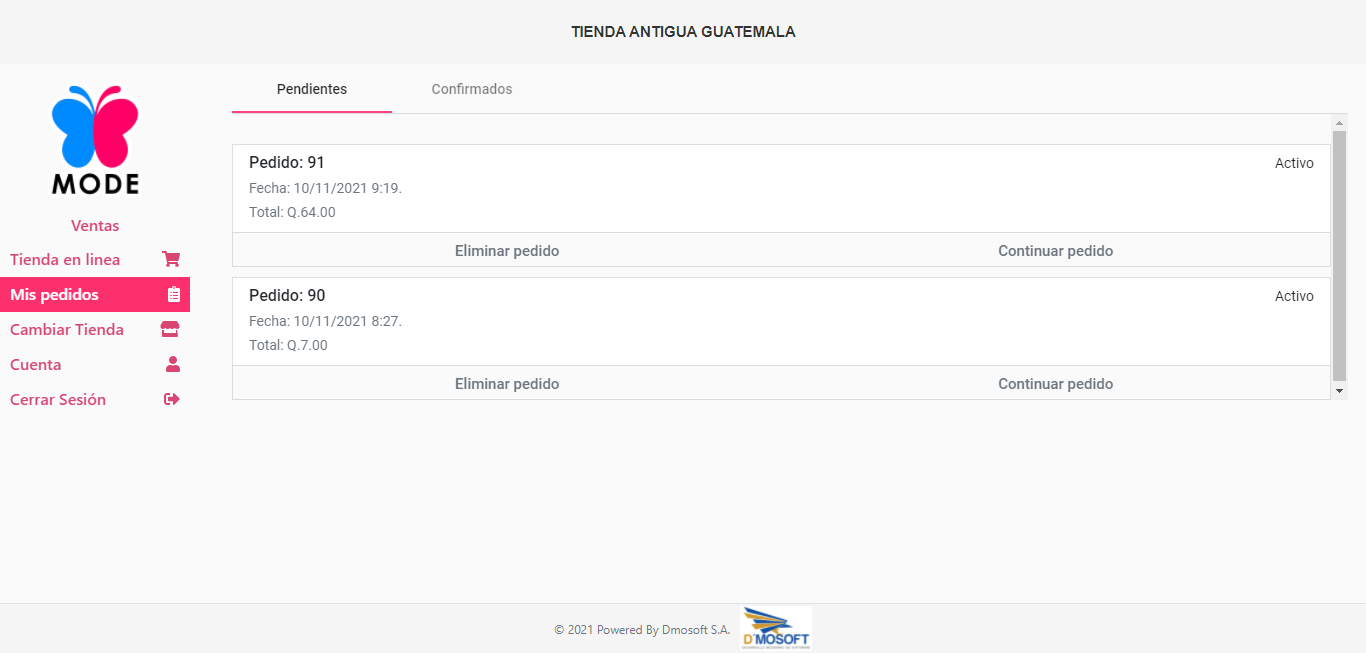 TIENDA ANTIGUA GUATEMALA
MODE
Ventas
Tienda en linea
Mis pedidos
Cambiar Tienda
Cuenta
Cerrar Sesión
Pendientes Confirmados
Pedido: 91 Activo
Fecha: 10/11/2021 9:19.
Total: Q.64.00
Eliminar pedido Continuar pedido
Pedido: 90 Activo
Fecha: 10/11/2021 8:27.
Total: Q.7.00
Eliminar pedido Continuar pedido
© 2021 Powered By Dmosoft S.A.
D'MOSOFT